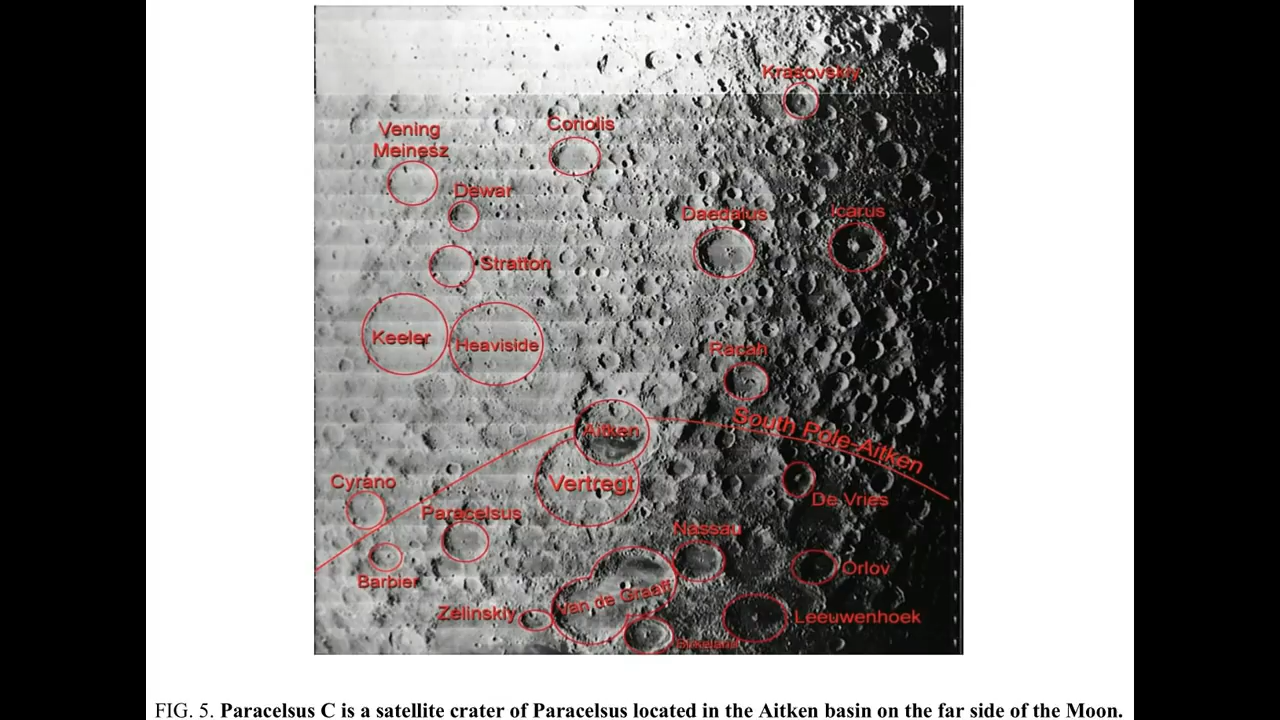 Krasovskiy
Coriolis
Vening
Meinesz
Dewar
Daedalus
Icarus
Stratton
Keeler
Heaviside
Racah
South Pole-Aitken
Aitken
Cyrano
Vertregt
De Vries
Paracelsus
Nassau
Barbier
Orlov
Van de Graaff
Zelinskiy
Leeuwenhoek
Birkeland
FIG. 5. Paracelsus C is a satellite crater of Paracelsus located in the Aitken basin on the far side of the Moon.